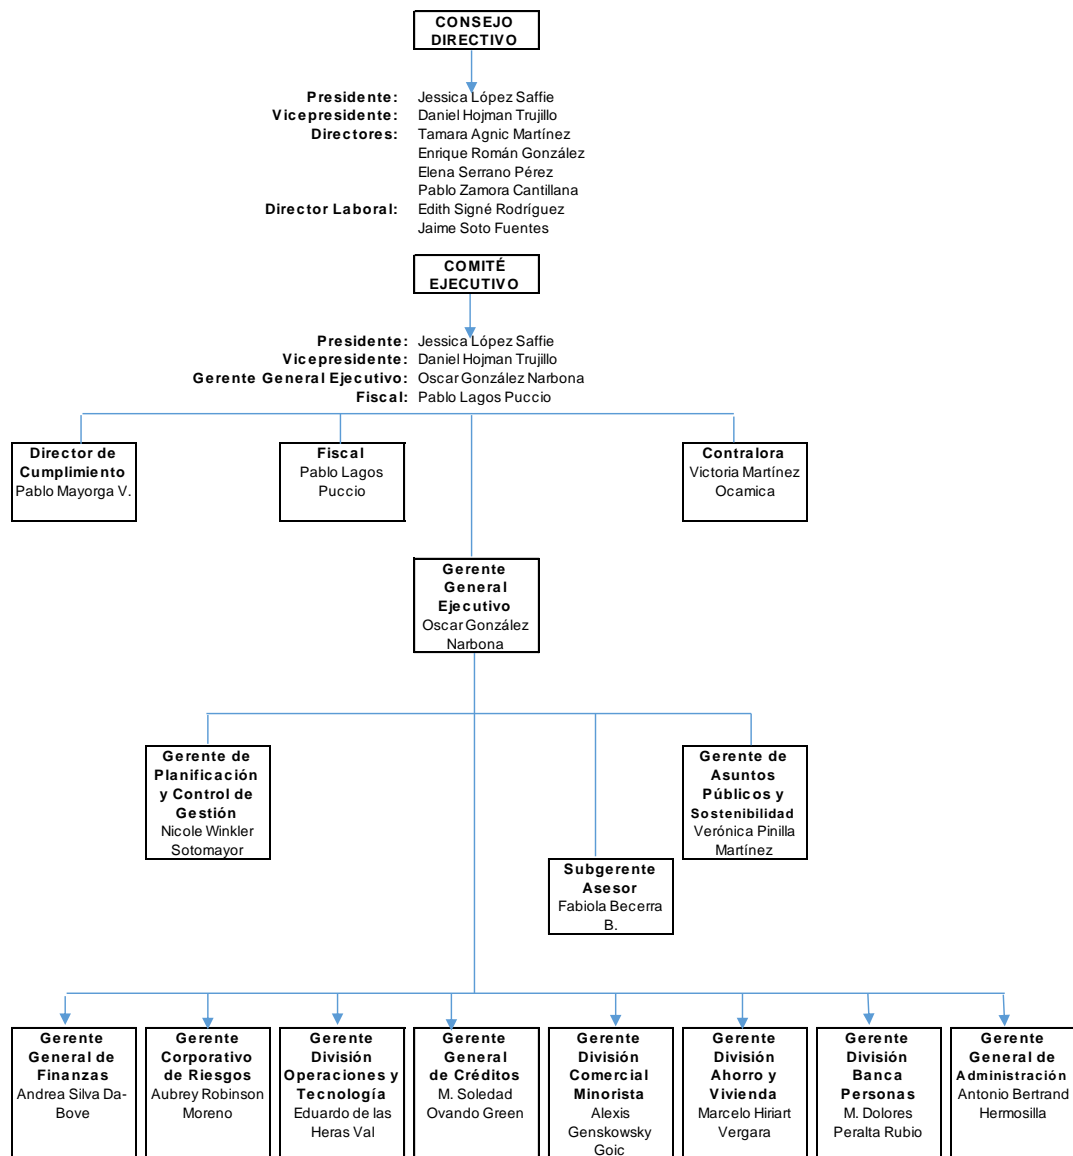 CONSEJO
DIRECTIVO
Presidente: Jessica López Saffie
Vicepresidente: Daniel Hojman Trujillo
Directores: Tamara Agnic Martínez
Enrique Román González
Elena Serrano Pérez
Pablo Zamora Cantillana
Director Laboral: Edith Signé Rodríguez
Jaime Soto Fuentes
COMITÉ
EJECUTIVO
Presidente: Jessica López Saffie
Vicepresidente: Daniel Hojman Trujillo
Gerente General Ejecutivo: Oscar González Narbona
Fiscal: Pablo Lagos Puccio
Director de
Cumplimiento
Pablo Mayorga V.
Fiscal
Pablo Lagos
Puccio
Contralora
Victoria Martínez
Ocamica
Gerente
General
Ejecutivo
Oscar González
Narbona
Gerente de
Planificación
y Control de
Gestión
Nicole Winkler
Sotomayor
Gerente de
Asuntos
Públicos y
Sostenibilidad
Verónica Pinilla
Martínez
Subgerente
Asesor
Fabiola Becerra
B.
Gerente
General de
Finanzas
Andrea Silva Da-
Bove
Gerente
Corporativo
de Riesgos
Aubrey Robinson
Moreno
Gerente
División
Operaciones y
Tecnología
Eduardo de las
Heras Val
Gerente
General
de Créditos
M. Soledad
Ovando Green
Gerente
División
Comercial
Minorista
Alexis
Genskowsky
Goic
Gerente
División
Ahorro y
Vivienda
Marcelo Hiriart
Vergara
Gerente
División
Banca
Personas
M. Dolores
Peralta Rubio
Gerente
General de
Administración
Antonio Bertrand
Hermosilla